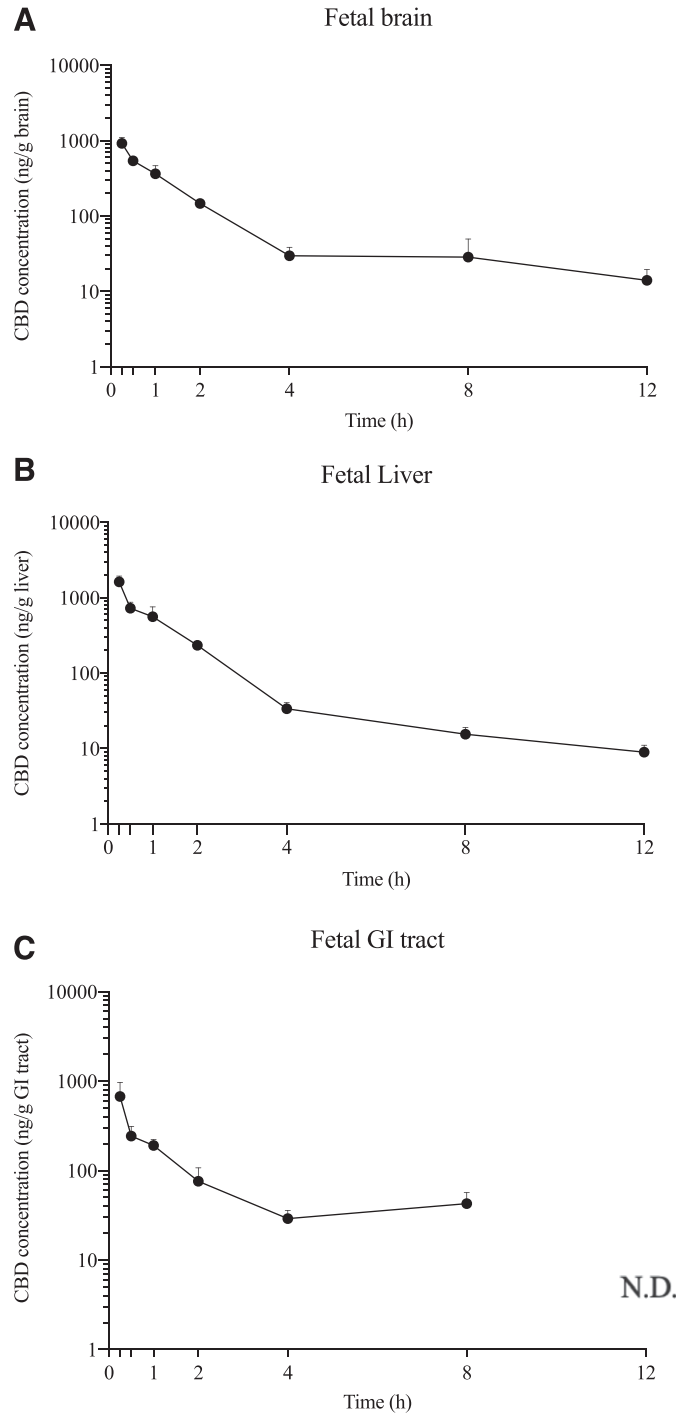 A
Fetal brain
CBD concentration (ng/g brain)
10000
1000
100
10
1
0 1 2 4 8 12
Time (h)
B
Fetal Liver
CBD concentration (ng/g liver)
10000
1000
100
10
1
0 1 2 4 8 12
Time (h)
C
Fetal GI tract
CBD concentration (ng/g GI tract)
10000
1000
100
10
1
N.D.
0 1 2 4 8 12
Time (h)